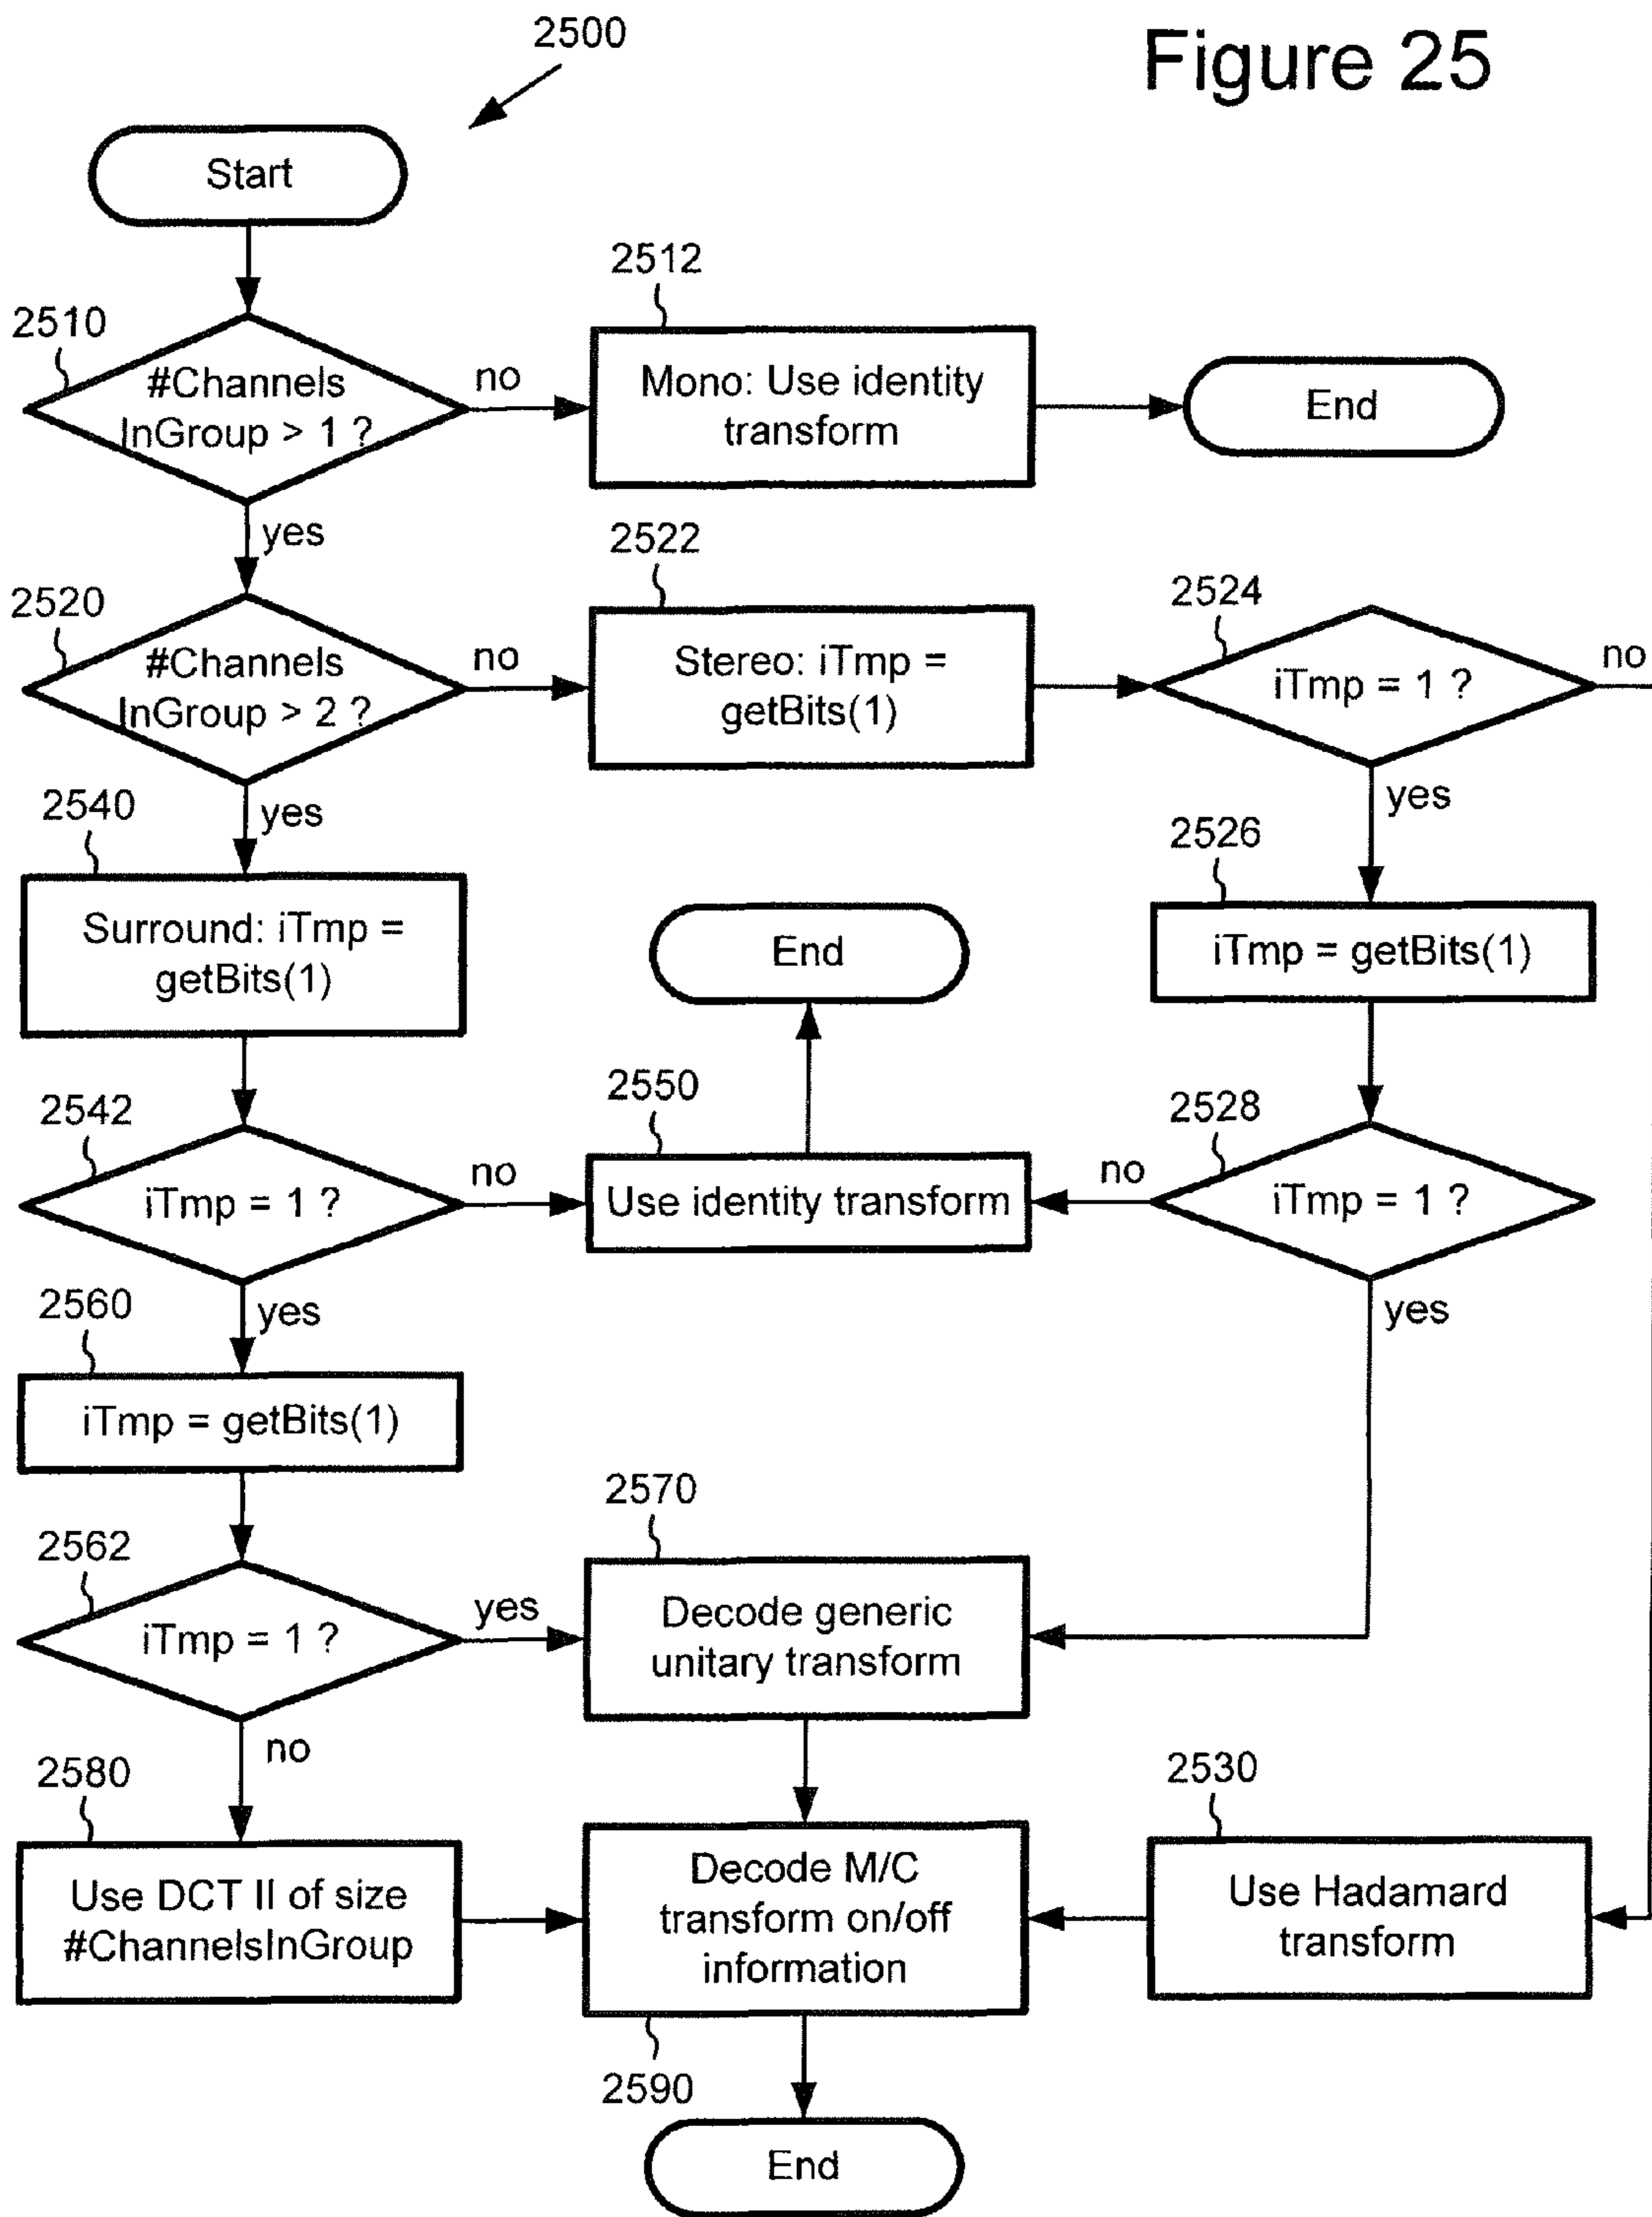 2500
Figure 25
Start
2510
#Channels
InGroup > 1 ?
no
2512
Mono: Use identity
transform
End
yes
2520
#Channels
InGroup > 2 ?
no
2522
Stereo: iTmp =
getBits(1)
2524
iTmp = 1 ?
no
yes
yes
2540
Surround: iTmp =
getBits(1)
End
2526
iTmp = getBits(1)
2542
iTmp = 1 ?
no
2550
Use identity transform
no
2528
iTmp = 1 ?
yes
yes
2560
iTmp = getBits(1)
2562
iTmp = 1 ?
yes
2570
Decode generic
unitary transform
no
2580
Use DCT II of size
#ChannelsInGroup
Decode M/C
transform on/off
information
2530
Use Hadamard
transform
2590
End